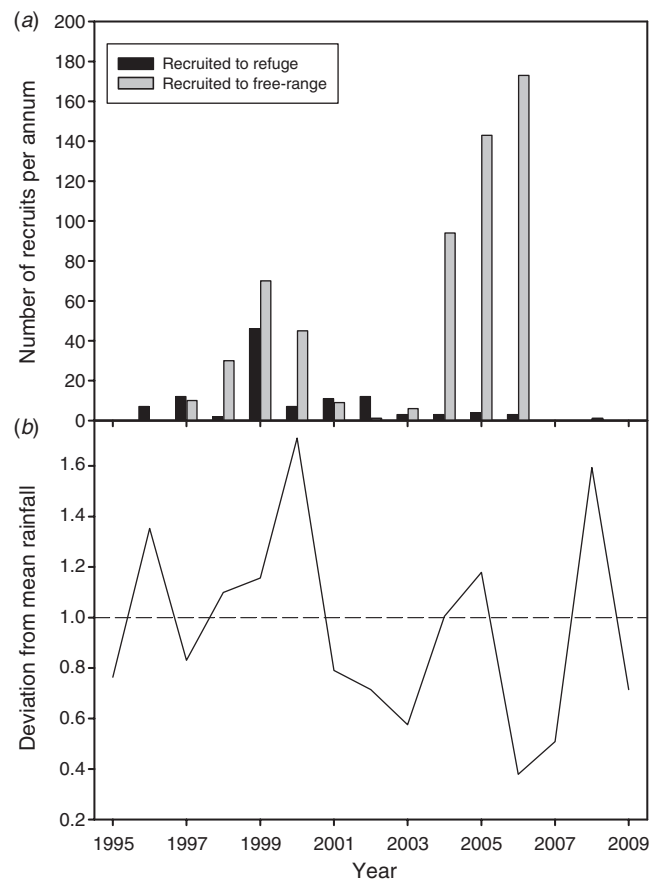 (a)
200
180
160
140
120
100
80
60
40
20
0
Number of recruits per annum
Recruited to refuge
Recruited to free-range
(b)
1.6
1.4
1.2
1.0
0.8
0.6
0.4
0.2
Deviation from mean rainfall
1995 1997 1999 2001 2003 2005 2007 2009
Year